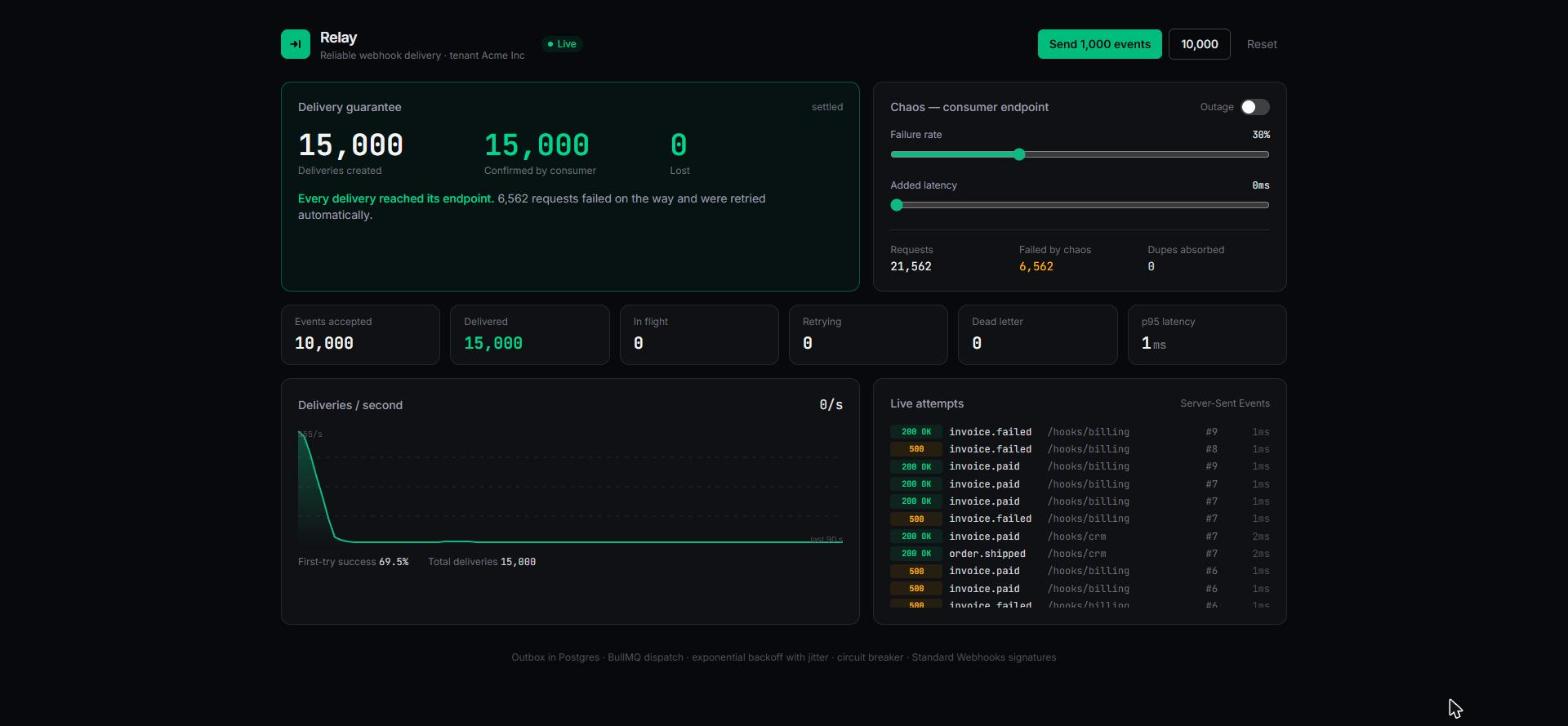 Relay
Reliable webhook delivery · tenant Acme Inc
Live
Send 1,000 events
10,000
Reset
Delivery guarantee
settled
15,000
15,000
0
Deliveries created
Confirmed by consumer
Lost
Every delivery reached its endpoint. 6,562 requests failed on the way and were retried
automatically.
Chaos — consumer endpoint
Outage
Failure rate
30%
Added latency
0ms
Requests
Failed by chaos
Dupes absorbed
21,562
6,562
0
Events accepted
10,000
Delivered
15,000
In flight
0
Retrying
0
Dead letter
0
p95 latency
1 ms
Deliveries / second
0/s
last 90 s
First-try success 69.5%
Total deliveries 15,000
Live attempts
Server-Sent Events
200 OK invoice.failed /hooks/billing #9 1ms
500 invoice.failed /hooks/billing #8 1ms
200 OK invoice.paid /hooks/billing #9 1ms
200 OK invoice.paid /hooks/billing #7 1ms
200 OK invoice.paid /hooks/billing #7 1ms
500 invoice.failed /hooks/billing #7 1ms
200 OK invoice.paid /hooks/crm #7 2ms
200 OK order.shipped /hooks/crm #7 2ms
500 invoice.paid /hooks/billing #6 1ms
500 invoice.paid /hooks/billing #6 1ms
500 invoice.failed /hooks/billing #6 1ms
Outbox in Postgres · BullMQ dispatch · exponential backoff with jitter · circuit breaker · Standard Webhooks signatures